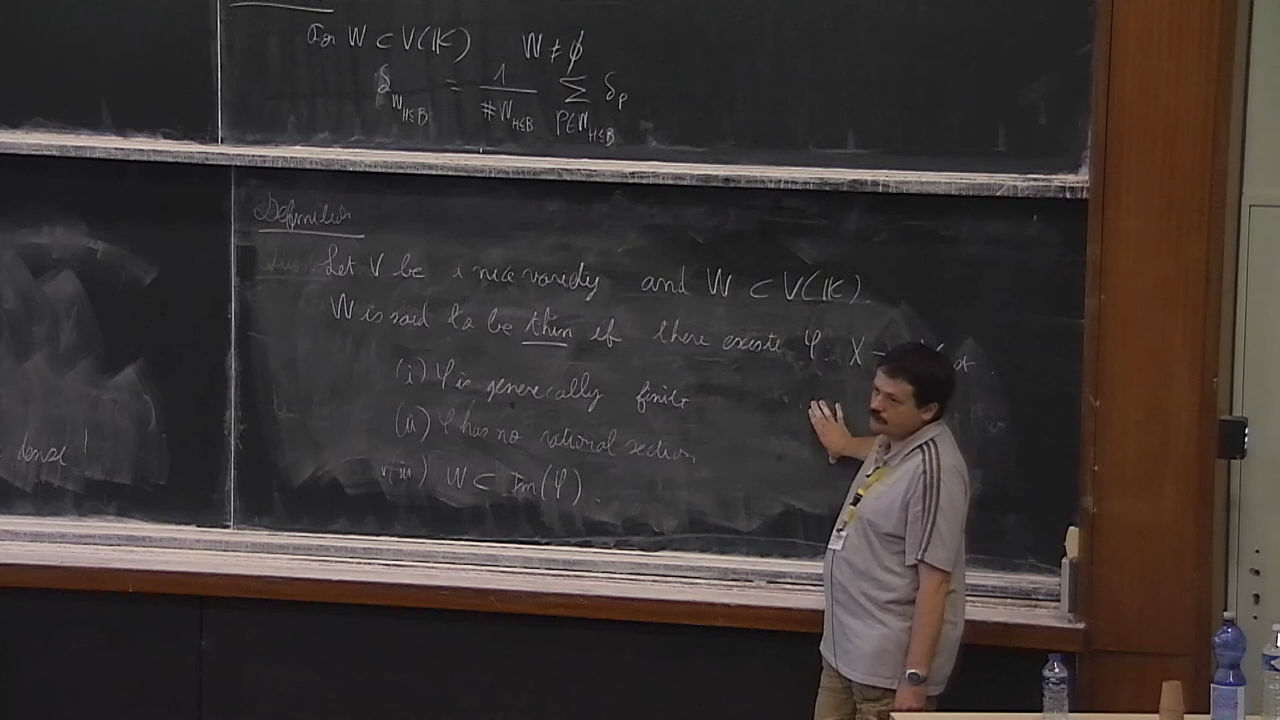 For W ⊂ V(K) W ≠ ∅
δ_{W_{H≤B}} = 1/#W_{H≤B} Σ_{P∈W_{H≤B}} δ_P
Definition
Let V be a nice variety and W ⊂ V(K)
W is said to be thin if there exists φ: X →
(i) φ is generically finite
(ii) φ has no rational section
(iii) W ⊂ Im(φ).
dense!